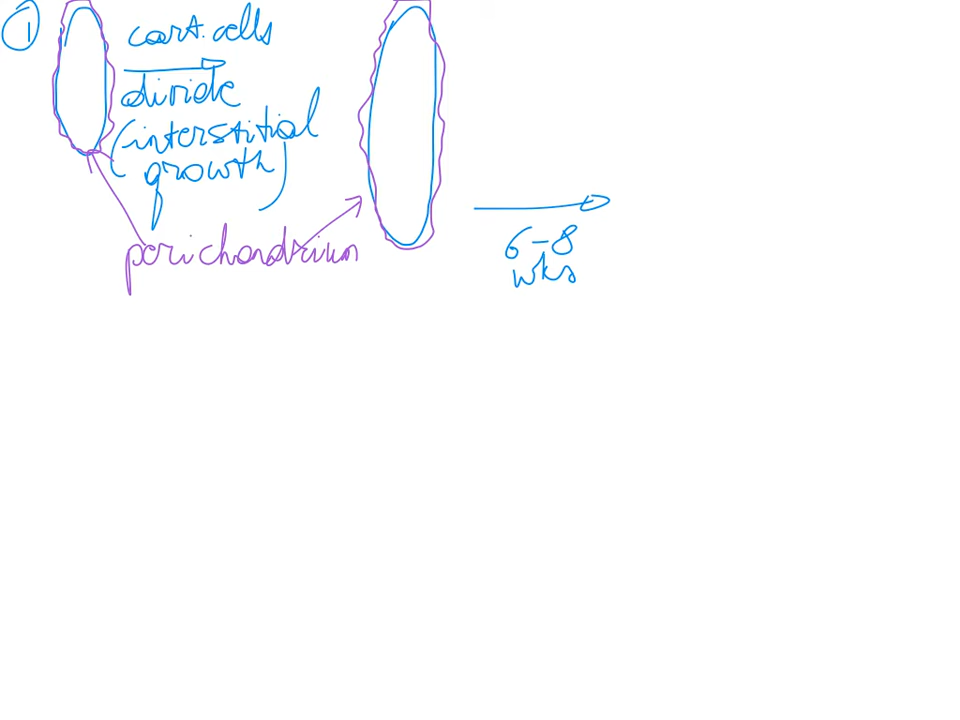 1
cart. cells
divide
(interstitial
growth)
perichondrium
6-8
wks